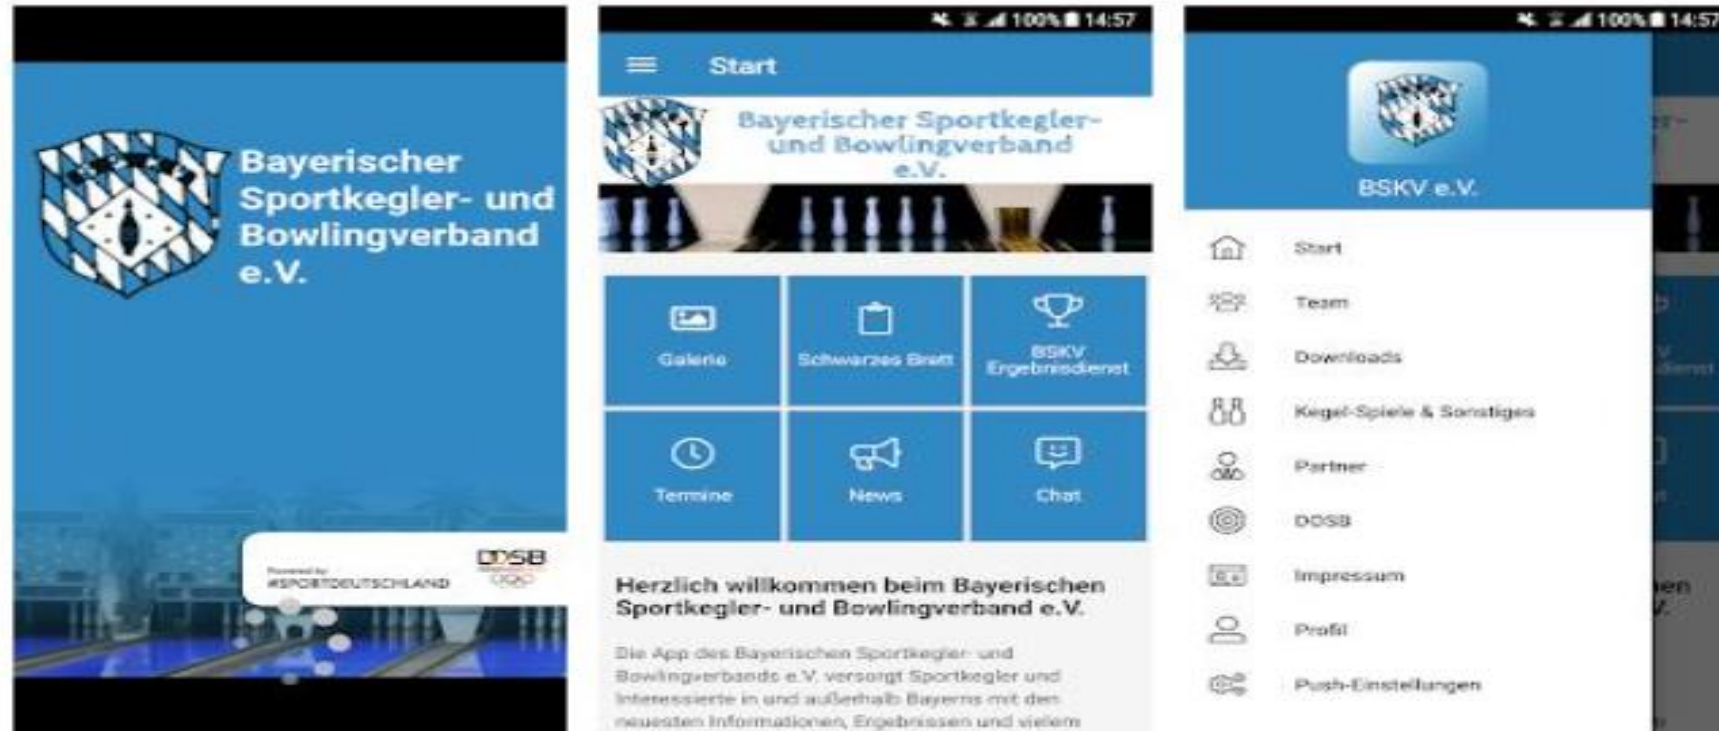 Bayerischer
Sportkegler- und
Bowlingverband
e.V.
Powered by
#SPORTDEUTSCHLAND
DOSB
100% 14:57
Start
Bayerischer Sportkegler-
und Bowlingverband
e.V.
Galerie
Schwarzes Brett
BSKV
Ergebnisdienst
Termine
News
Chat
Herzlich willkommen beim Bayerischen
Sportkegler- und Bowlingverband e.V.
Die App des Bayerischen Sportkegler- und
Bowlingverbands e.V. versorgt Sportkegler und
Interessierte in und außerhalb Bayerns mit den
neuesten Informationen, Ergebnissen und vielem
100% 14:57
BSKV e.V.
Start
Team
Downloads
Kegel-Spiele & Sonstiges
Partner
DOSB
Impressum
Profil
Push-Einstellungen